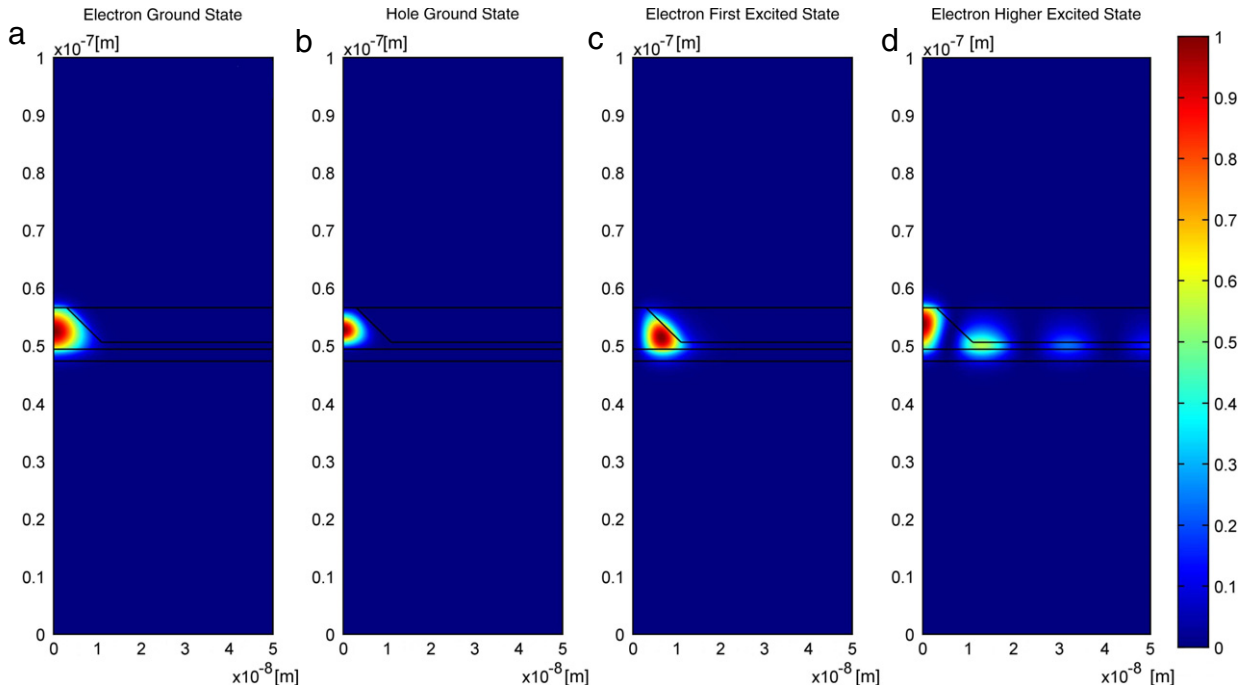 Electron Ground State
Hole Ground State
Electron First Excited State
Electron Higher Excited State
a
b
c
d
x10-7[m]
x10-7[m]
x10-7[m]
x10-7 [m]
1
0.9
0.8
0.7
0.6
0.5
0.4
0.3
0.2
0.1
0
0 1 2 3 4 5
x10-8 [m]
1
0.9
0.8
0.7
0.6
0.5
0.4
0.3
0.2
0.1
0
0 1 2 3 4 5
x10-8 [m]
1
0.9
0.8
0.7
0.6
0.5
0.4
0.3
0.2
0.1
0
0 1 2 3 4 5
x10-8 [m]
1
0.9
0.8
0.7
0.6
0.5
0.4
0.3
0.2
0.1
0
0 1 2 3 4 5
x10-8 [m]
1
0.9
0.8
0.7
0.6
0.5
0.4
0.3
0.2
0.1
0